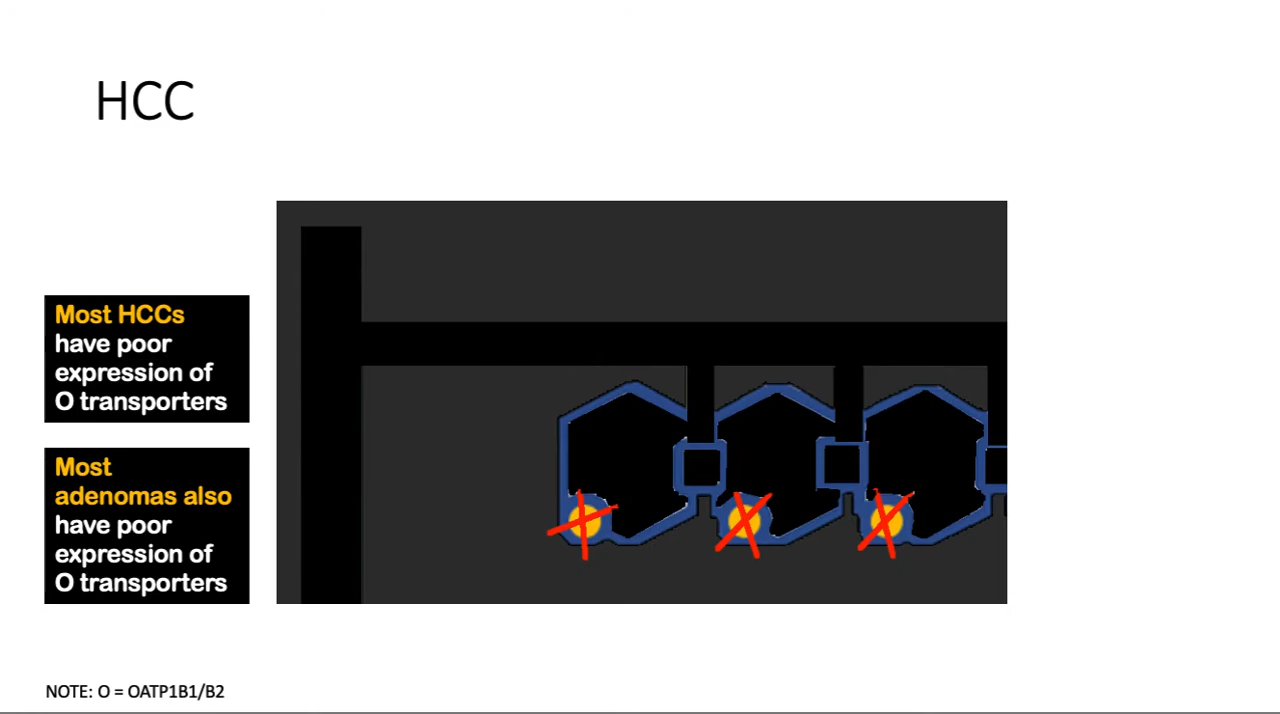 HCC
Most HCCs
have poor
expression of
O transporters
Most
adenomas also
have poor
expression of
O transporters
NOTE: O = OATP1B1/B2